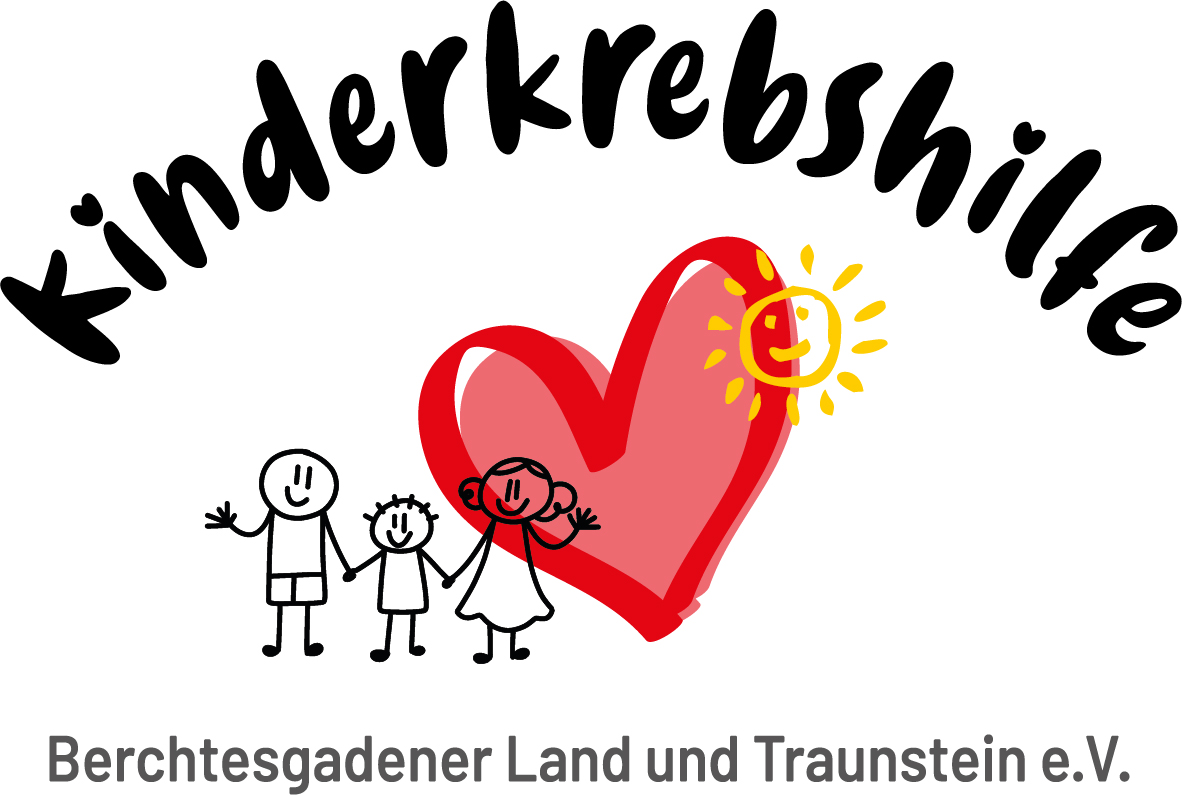 kinderkrebshilfe
Berchtesgadener Land und Traunstein e.V.